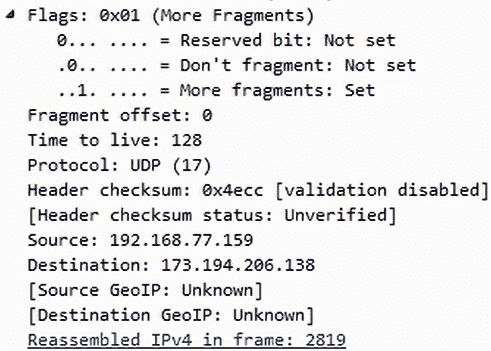 Flags: 0x01 (More Fragments)
0... .... = Reserved bit: Not set
.0.. .... = Don't fragment: Not set
..1. .... = More fragments: Set
Fragment offset: 0
Time to live: 128
Protocol: UDP (17)
Header checksum: 0x4ecc [validation disabled]
[Header checksum status: Unverified]
Source: 192.168.77.159
Destination: 173.194.206.138
[Source GeoIP: Unknown]
[Destination GeoIP: Unknown]
Reassembled IPv4 in frame: 2819